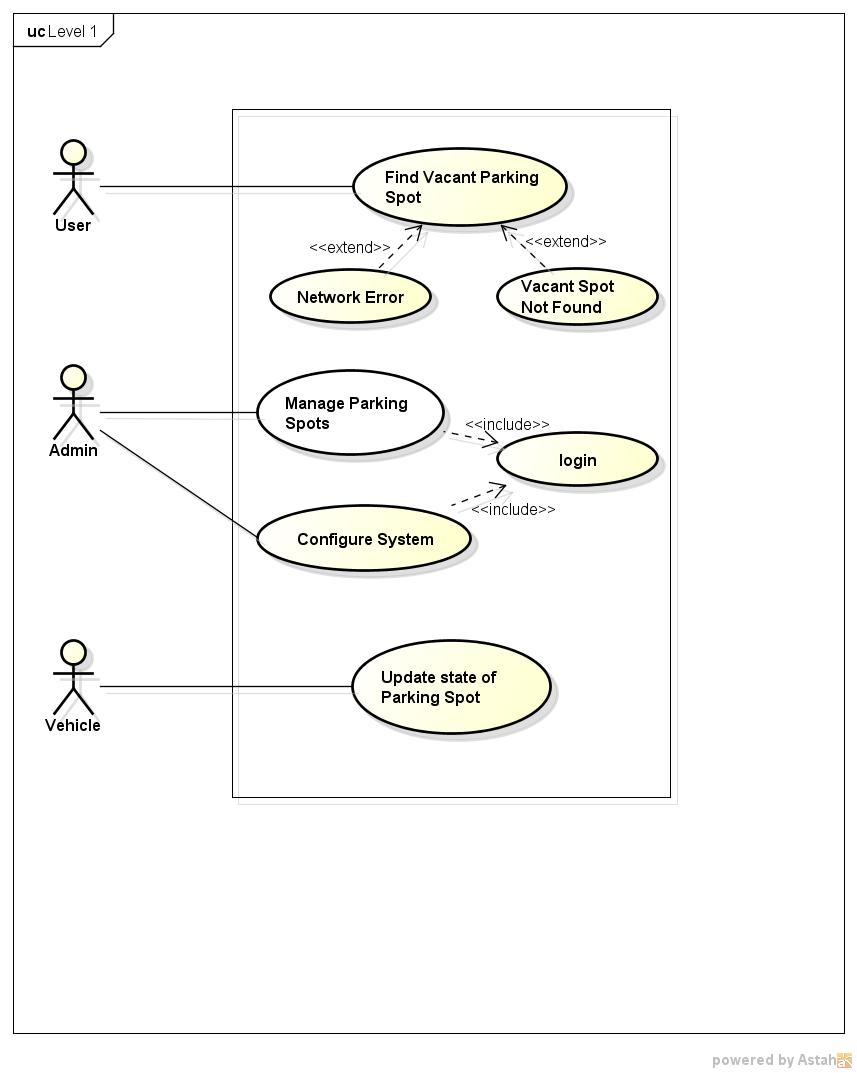 uc Level 1
Find Vacant Parking
Spot
User
<<extend>>
<<extend>>
Network Error
Vacant Spot
Not Found
Manage Parking
Spots
<<include>>
Admin
login
<<include>>
Configure System
Update state of
Parking Spot
Vehicle
powered by Astah